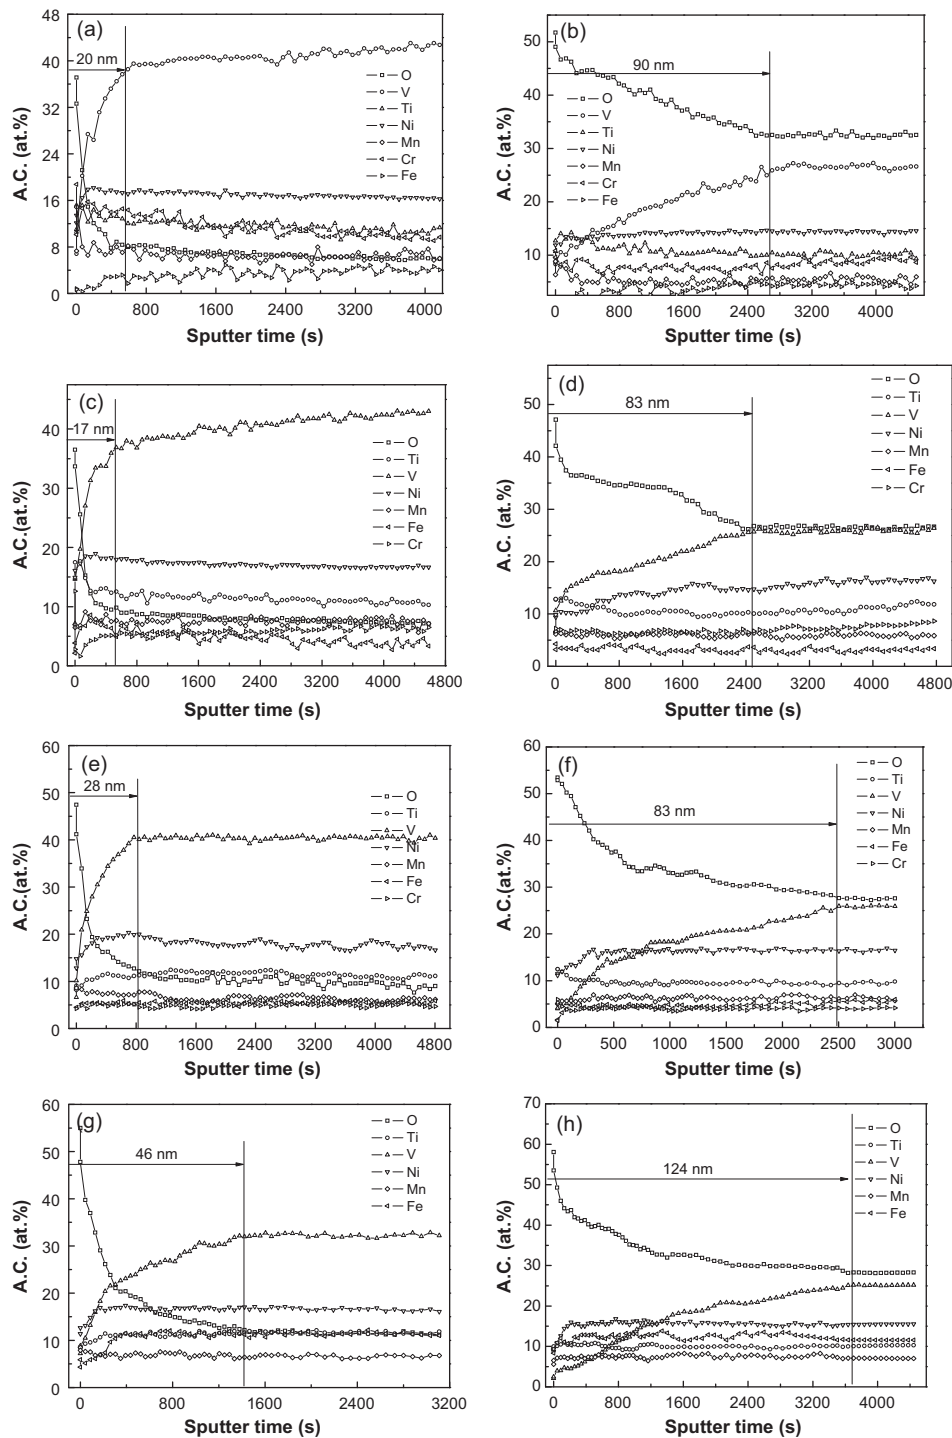 (a)
20 nm
A.C. (at.%)
48
40
32
24
16
8
0
O
V
Ti
Ni
Mn
Cr
Fe
0 800 1600 2400 3200 4000
Sputter time (s)
(b)
90 nm
A.C. (at.%)
50
40
30
20
10
O
V
Ti
Ni
Mn
Cr
Fe
0 800 1600 2400 3200 4000
Sputter time (s)
(c)
17 nm
A.C.(at.%)
40
30
20
10
0
O
Ti
V
Ni
Mn
Fe
Cr
0 800 1600 2400 3200 4000 4800
Sputter time (s)
(d)
83 nm
A.C. (at.%)
50
40
30
20
10
0
O
Ti
V
Ni
Mn
Fe
Cr
0 800 1600 2400 3200 4000 4800
Sputter time (s)
(e)
28 nm
A.C.(at.%)
60
50
40
30
20
10
0
O
Ti
V
Ni
Mn
Fe
Cr
0 800 1600 2400 3200 4000 4800
Sputter time (s)
(f)
83 nm
A.C. (at.%)
60
50
40
30
20
10
0
O
Ti
V
Ni
Mn
Fe
Cr
0 500 1000 1500 2000 2500 3000
Sputter time (s)
(g)
46 nm
A.C. (at.%)
60
50
40
30
20
10
0
O
Ti
V
Ni
Mn
Fe
0 800 1600 2400 3200
Sputter time (s)
(h)
124 nm
A.C. (at.%)
70
60
50
40
30
20
10
0
O
Ti
V
Ni
Mn
Fe
0 800 1600 2400 3200 4000
Sputter time (s)